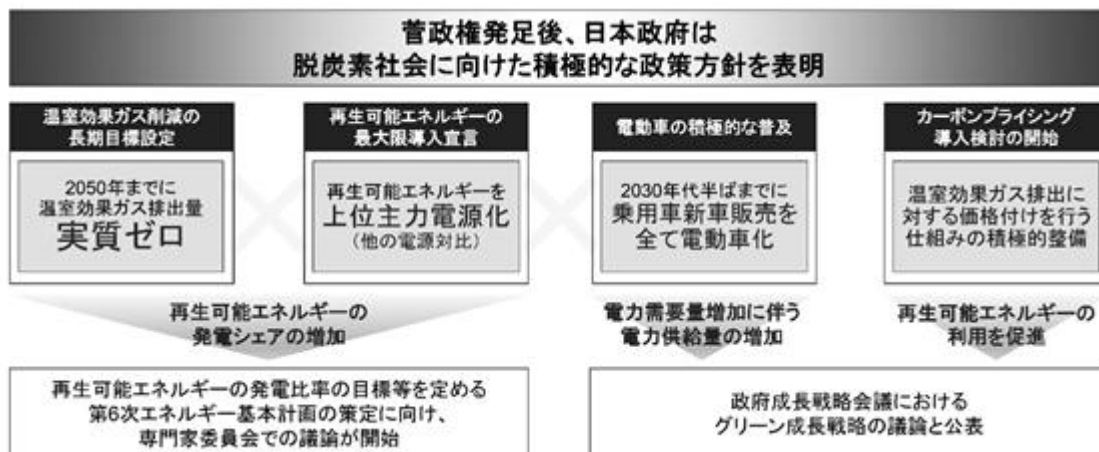 菅政権発足後、日本政府は
脱炭素社会に向けた積極的な政策方針を表明
温室効果ガス削減の
長期目標設定
2050年までに
温室効果ガス排出量
実質ゼロ
再生可能エネルギーの
最大限導入宣言
再生可能エネルギーを
上位主力電源化
(他の電源対比)
電動車の積極的な普及
2030年代半ばまでに
乗用車新車販売を
全て電動車化
カーボンプライシング
導入検討の開始
温室効果ガス排出に
対する価格付けを行う
仕組みの積極的整備
再生可能エネルギーの
発電シェアの増加
電力需要量増加に伴う
電力供給量の増加
再生可能エネルギーの
利用を促進
再生可能エネルギーの発電比率の目標等を定める
第6次エネルギー基本計画の策定に向け、
専門家委員会での議論が開始
政府成長戦略会議における
グリーン成長戦略の議論と公表